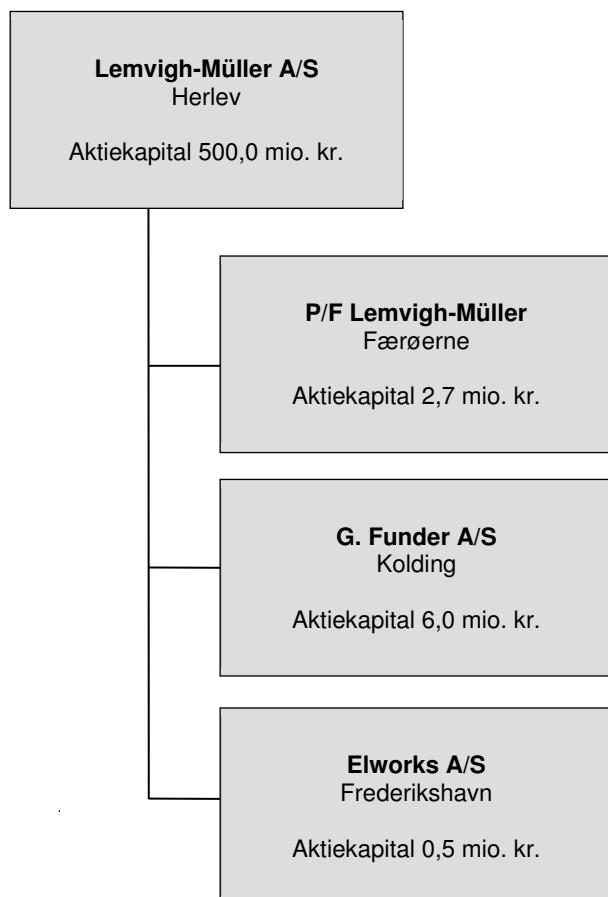 Lemvigh-Müller A/S
Herlev
Aktiekapital 500,0 mio. kr.
P/F Lemvigh-Müller
Færøerne
Aktiekapital 2,7 mio. kr.
G. Funder A/S
Kolding
Aktiekapital 6,0 mio. kr.
Elworks A/S
Frederikshavn
Aktiekapital 0,5 mio. kr.